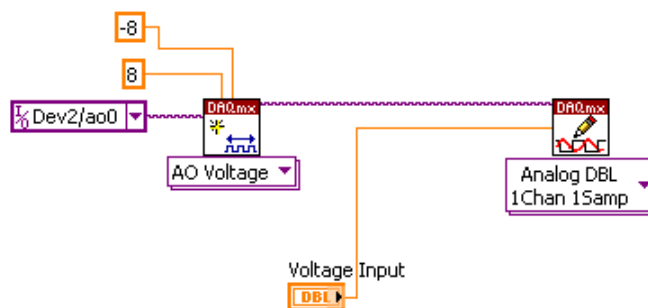 -8
8
I/O Dev2/ao0
DAQmx
AO Voltage
DAQmx
Analog DBL
1Chan 1Samp
Voltage Input
DBL